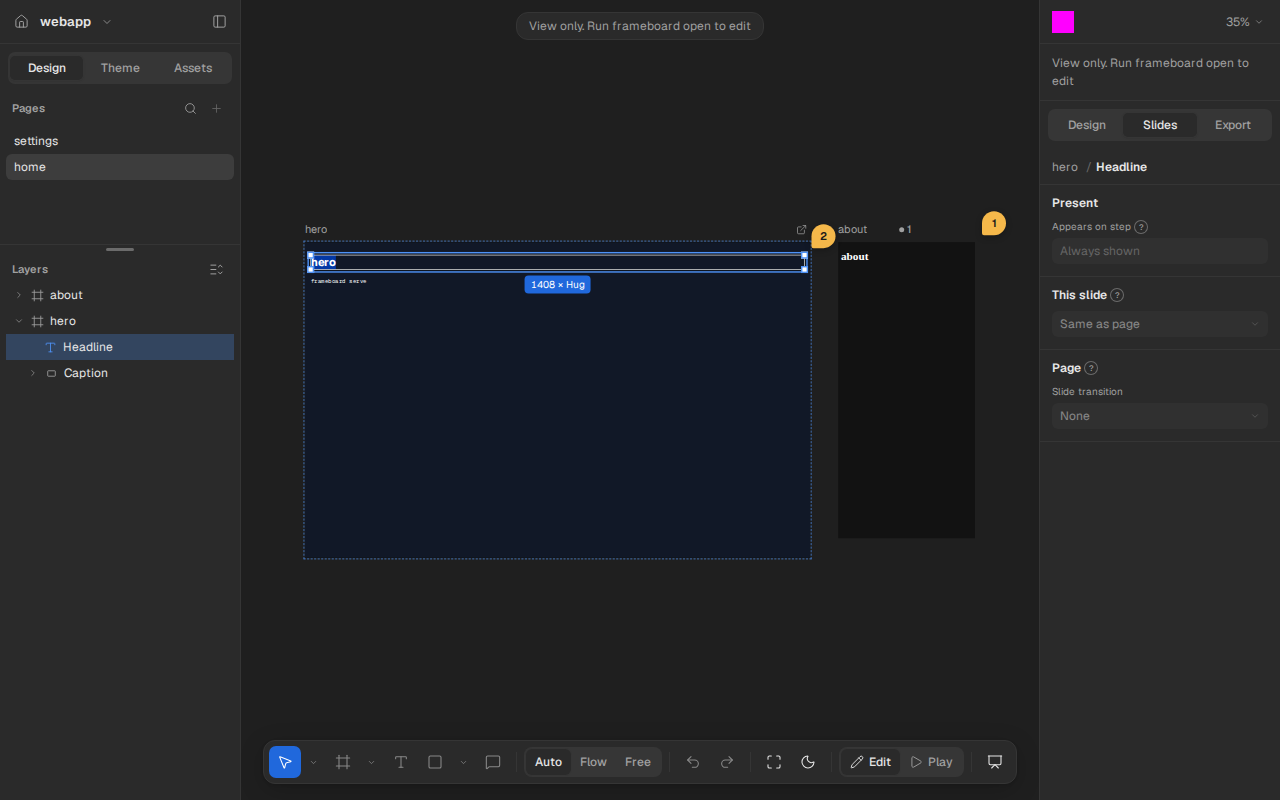 webapp
Design
Theme
Assets
Pages
settings
home
Layers
about
hero
Headline
Caption
View only. Run frameboard open to edit
hero
2
about
1
1
hero
frameboard serve
1408 × Hug
about
Auto
Flow
Free
Edit
Play
35%
View only. Run frameboard open to
edit
Design
Slides
Export
hero / Headline
Present
Appears on step ?
Always shown
This slide ?
Same as page
Page ?
Slide transition
None